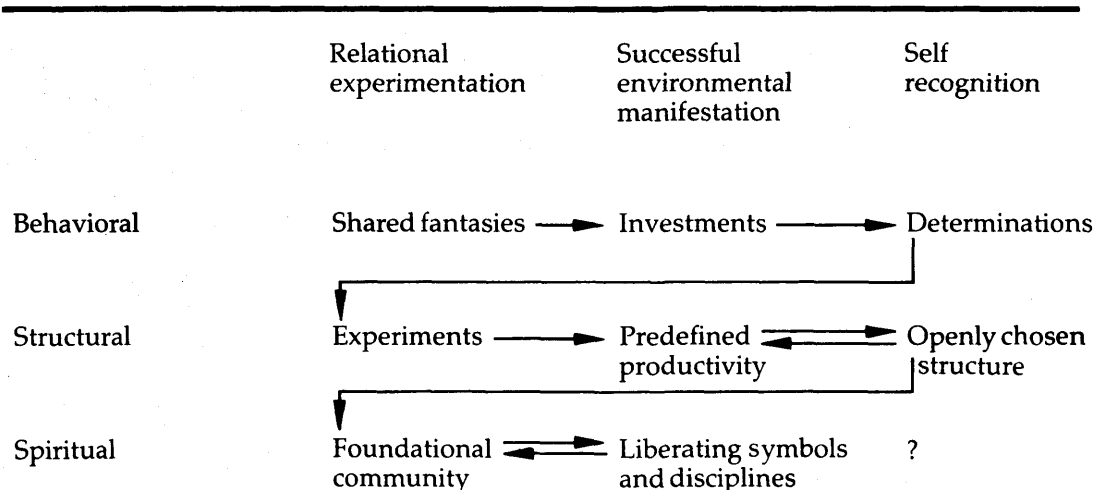 Relational experimentation
Successful environmental manifestation
Self recognition
Behavioral
Shared fantasies
Investments
Determinations
Structural
Experiments
Predefined productivity
Openly chosen structure
Spiritual
Foundational community
Liberating symbols and disciplines
?